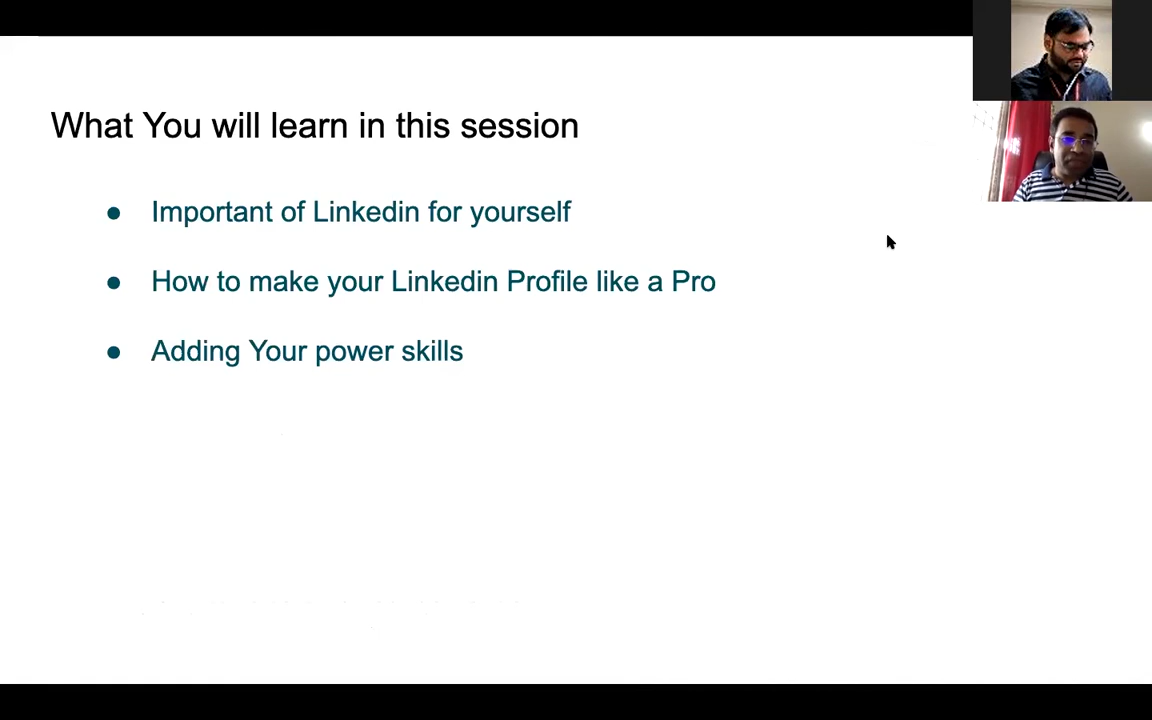 What You will learn in this session
● Important of Linkedin for yourself
● How to make your Linkedin Profile like a Pro
● Adding Your power skills